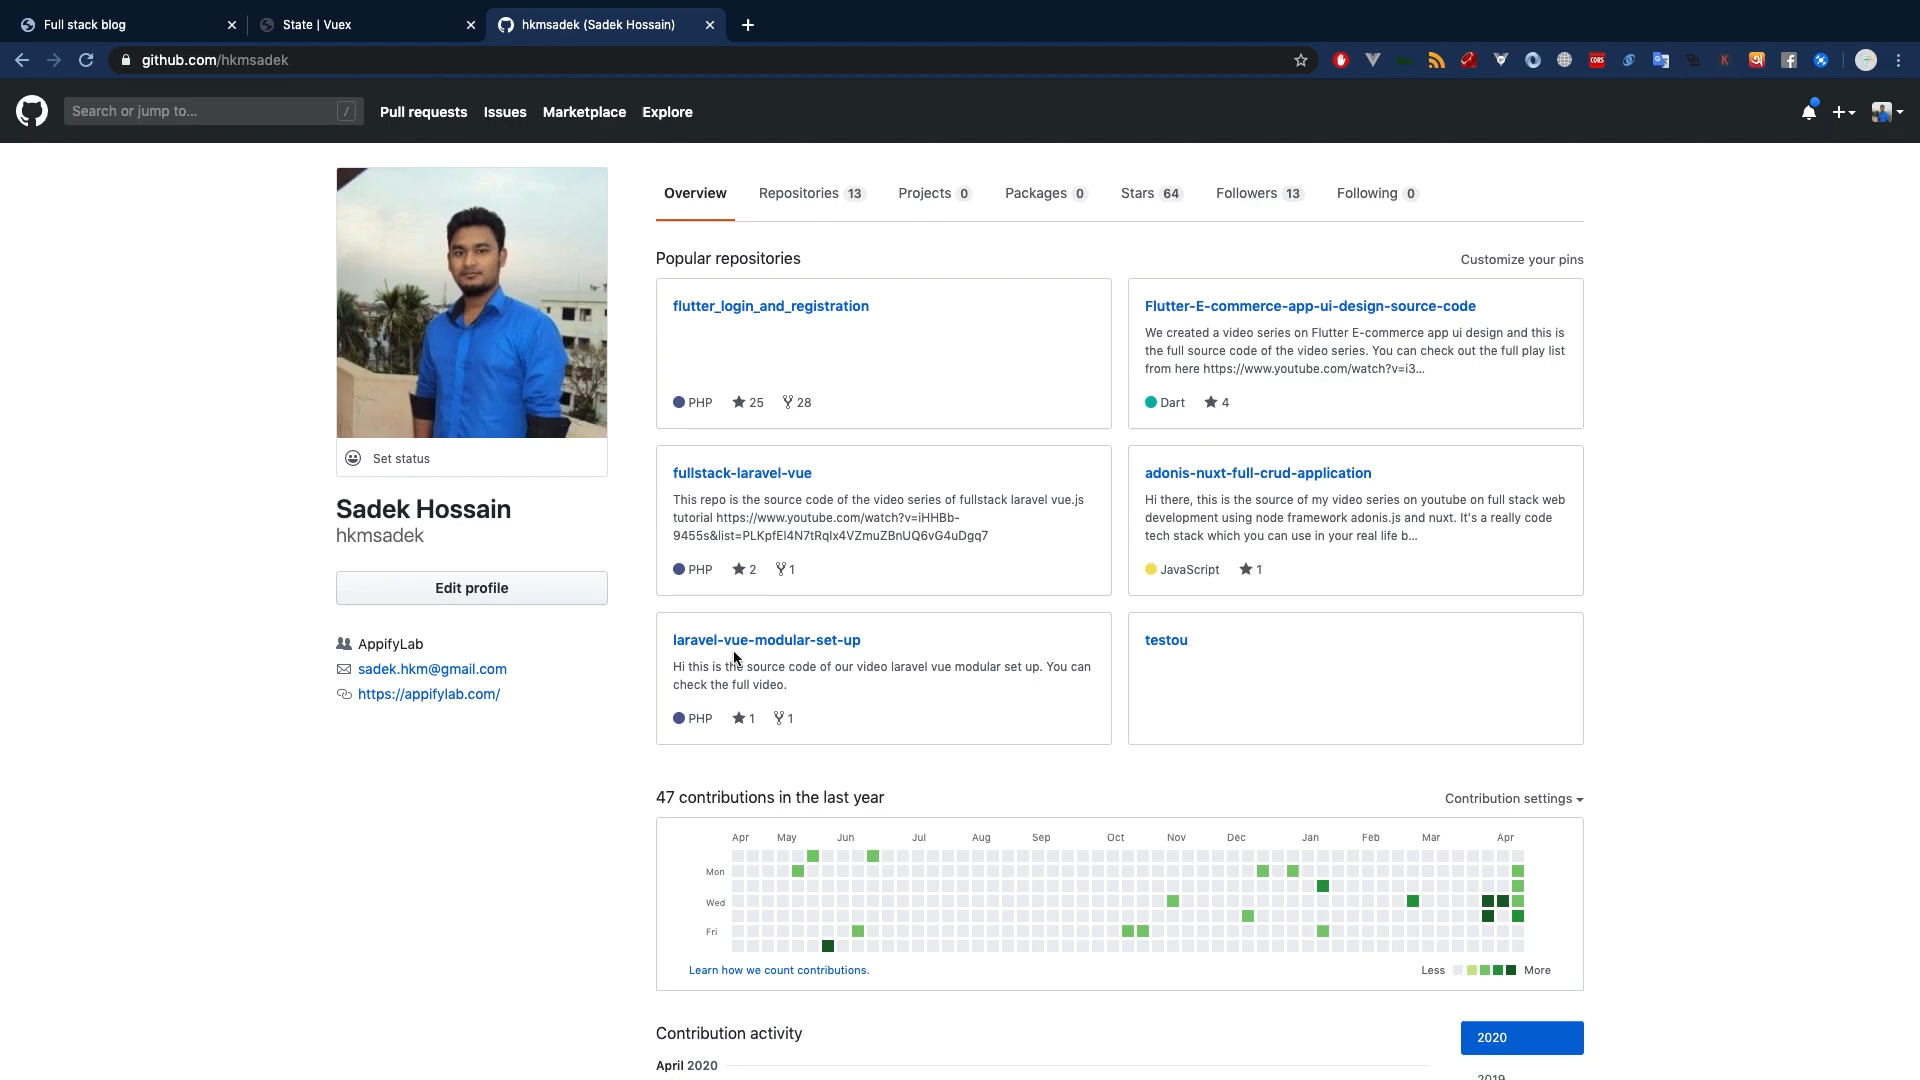 Full stack blog
State | Vuex
hkmsadek (Sadek Hossain)
github.com/hkmsadek
CORS
K
Search or jump to...
/
Pull requests
Issues
Marketplace
Explore
Overview
Repositories 13
Projects 0
Packages 0
Stars 64
Followers 13
Following 0
Set status
Sadek Hossain
hkmsadek
Edit profile
AppifyLab
sadek.hkm@gmail.com
https://appifylab.com/
Popular repositories
Customize your pins
flutter_login_and_registration
PHP 25 28
Flutter-E-commerce-app-ui-design-source-code
We created a video series on Flutter E-commerce app ui design and this is
the full source code of the video series. You can check out the full play list
from here https://www.youtube.com/watch?v=i3...
Dart 4
fullstack-laravel-vue
This repo is the source code of the video series of fullstack laravel vue.js
tutorial https://www.youtube.com/watch?v=iHHBb-
9455s&list=PLKpfEl4N7tRqlx4VZmuZBnUQ6vG4uDgq7
PHP 2 1
adonis-nuxt-full-crud-application
Hi there, this is the source of my video series on youtube on full stack web
development using node framework adonis.js and nuxt. It's a really code
tech stack which you can use in your real life b...
JavaScript 1
laravel-vue-modular-set-up
Hi this is the source code of our video laravel vue modular set up. You can
check the full video.
PHP 1 1
testou
47 contributions in the last year
Contribution settings
Apr May Jun Jul Aug Sep Oct Nov Dec Jan Feb Mar Apr
Mon
Wed
Fri
Learn how we count contributions.
Less
More
Contribution activity
2020
April 2020
2019